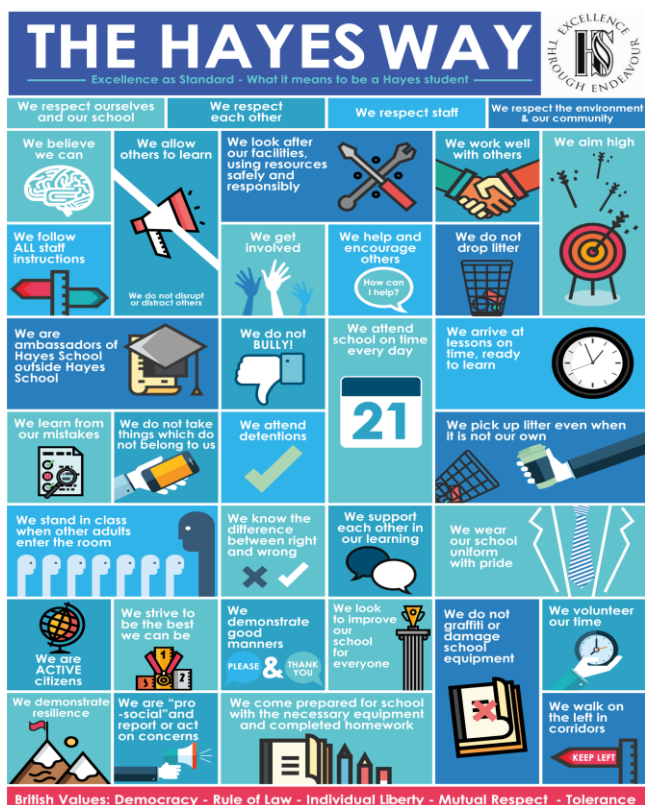 THE HAYES WAY
Excellence as Standard - What it means to be a Hayes student
EXCELLENCE
THROUGH ENDEAVOUR
HS
We respect ourselves
and our school
We respect
each other
We respect staff
We respect the environment
& our community
We believe
we can
We allow
others to learn
We do not disrupt
or distract others
We look after
our facilities,
using resources
safely and
responsibly
We work well
with others
We aim high
We follow
ALL staff
instructions
We get
involved
We help and
encourage
others
How can
I help?
We do not
drop litter
We are
ambassadors of
Hayes School
outside Hayes
School
We do not
BULLY!
We attend
school on time
every day
21
We arrive at
lessons on
time, ready
to learn
We learn from
our mistakes
We do not take
things which do
not belong to us
We attend
detentions
We pick up litter even when
it is not our own
We stand in class
when other adults
enter the room
We know the
difference
between right
and wrong
We support
each other in
our learning
We wear
our school
uniform
with pride
We are
ACTIVE
citizens
We strive to
be the best
we can be
1
2
3
We
demonstrate
good
manners
PLEASE & THANK
YOU
We look
to improve
our
school
for
everyone
We do not
graffiti or
damage
school
equipment
We volunteer
our time
We demonstrate
resilience
We are "pro
-social"and
report or act
on concerns
We come prepared for school
with the necessary equipment
and completed homework
We walk on
the left in
corridors
KEEP LEFT
British Values: Democracy - Rule of Law - Individual Liberty - Mutual Respect - Tolerance